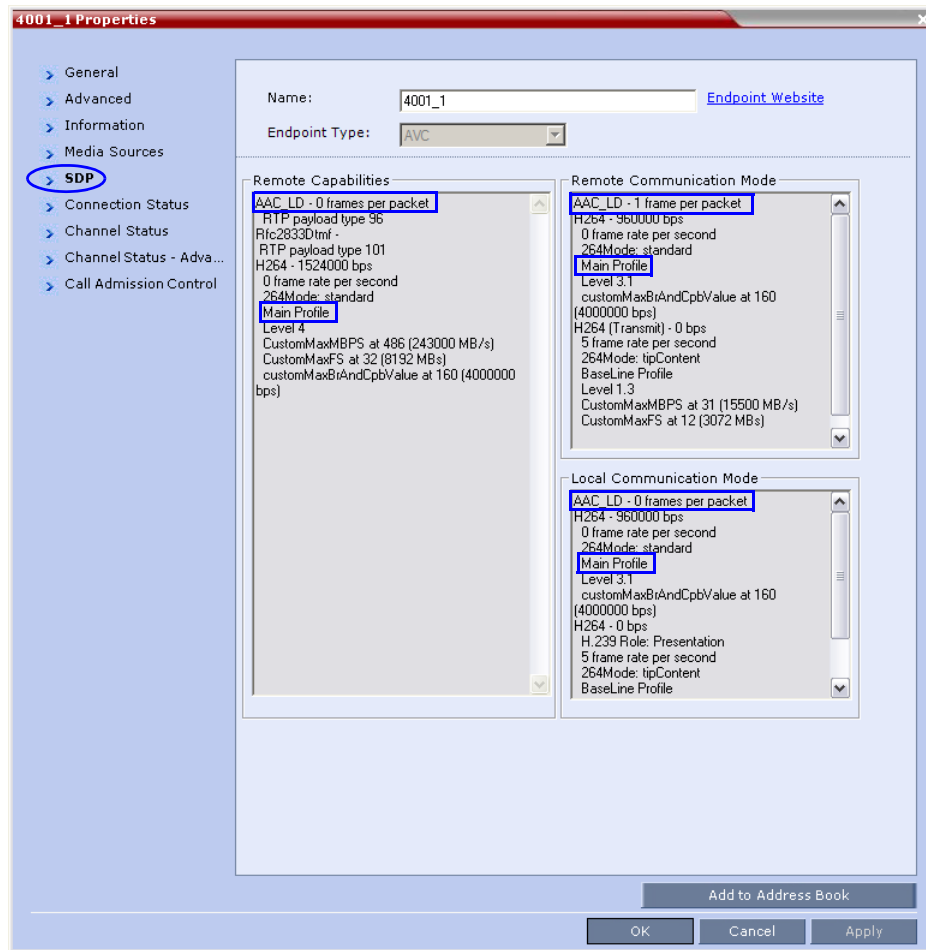 4001_1 Properties
General
Advanced
Information
Media Sources
SDP
Connection Status
Channel Status
Channel Status - Adva...
Call Admission Control
Name:
4001_1
Endpoint Website
Endpoint Type:
AVC
Remote Capabilities
AAC_LD - 0 frames per packet
RTP payload type 96
Rfc2833Dtmf -
RTP payload type 101
H264 - 1524000 bps
0 frame rate per second
264Mode: standard
Main Profile
Level 4
CustomMaxMBPS at 486 (243000 MB/s)
CustomMaxFS at 32 (8192 MBs)
customMaxBrAndCpbValue at 160 (4000000
bps)
Remote Communication Mode
AAC_LD - 1 frame per packet
H264 - 960000 bps
0 frame rate per second
264Mode: standard
Main Profile
Level 3.1
customMaxBrAndCpbValue at 160
(4000000 bps)
H264 (Transmit) - 0 bps
5 frame rate per second
264Mode: tipContent
BaseLine Profile
Level 1.3
CustomMaxMBPS at 31 (15500 MB/s)
CustomMaxFS at 12 (3072 MBs)
Local Communication Mode
AAC_LD - 0 frames per packet
H264 - 960000 bps
0 frame rate per second
264Mode: standard
Main Profile
Level 3.1
customMaxBrAndCpbValue at 160
(4000000 bps)
H264 - 0 bps
H.239 Role: Presentation
5 frame rate per second
264Mode: tipContent
BaseLine Profile
Add to Address Book
OK
Cancel
Apply